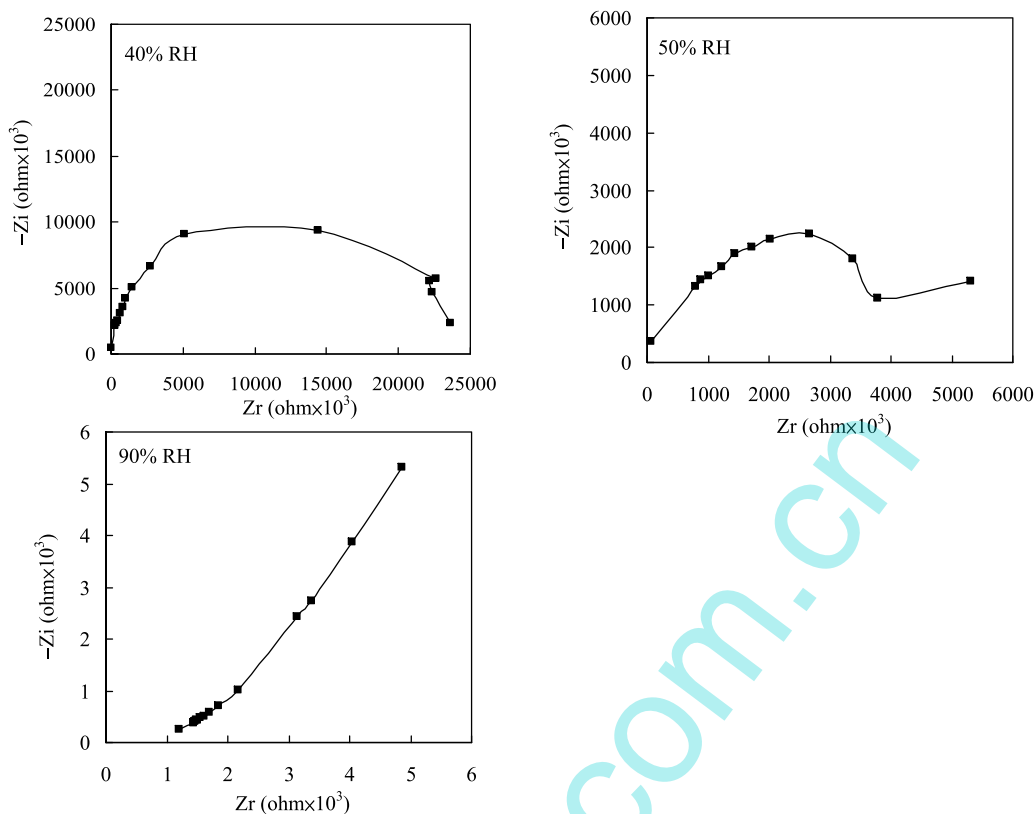 40% RH
−Zi (ohm×10³)
25000
20000
15000
10000
5000
0
0 5000 10000 15000 20000 25000
Zr (ohm×10³)
50% RH
−Zi (ohm×10³)
6000
5000
4000
3000
2000
1000
0
0 1000 2000 3000 4000 5000 6000
Zr (ohm×10³)
90% RH
−Zi (ohm×10³)
6
5
4
3
2
1
0
0 1 2 3 4 5 6
Zr (ohm×10³)
com.cn